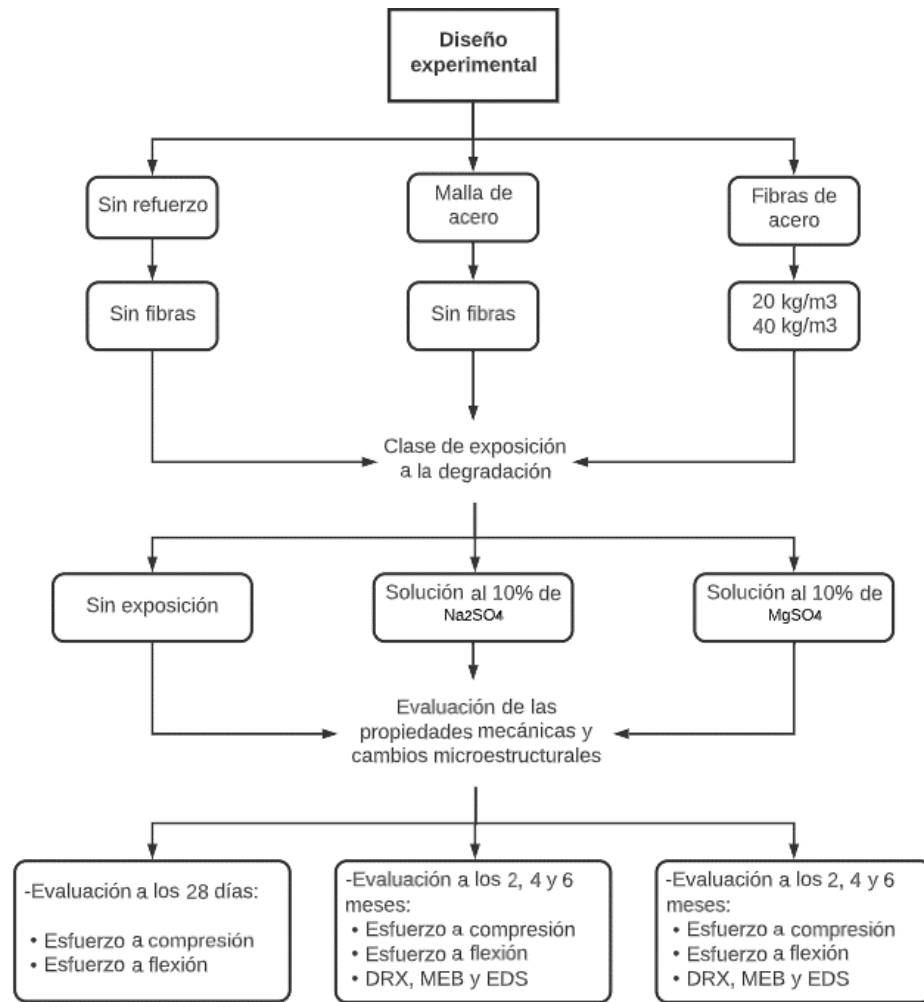 Diseño
experimental
Sin refuerzo
Malla de
acero
Fibras de
acero
Sin fibras
Sin fibras
20 kg/m3
40 kg/m3
Clase de exposición
a la degradación
Sin exposición
Solución al 10% de
Na2SO4
Solución al 10% de
MgSO4
Evaluación de las
propiedades mecánicas y
cambios microestructurales
-Evaluación a los 28 días:
• Esfuerzo a compresión
• Esfuerzo a flexión
-Evaluación a los 2, 4 y 6
meses:
• Esfuerzo a compresión
• Esfuerzo a flexión
• DRX, MEB y EDS
-Evaluación a los 2, 4 y 6
meses:
• Esfuerzo a compresión
• Esfuerzo a flexión
• DRX, MEB y EDS